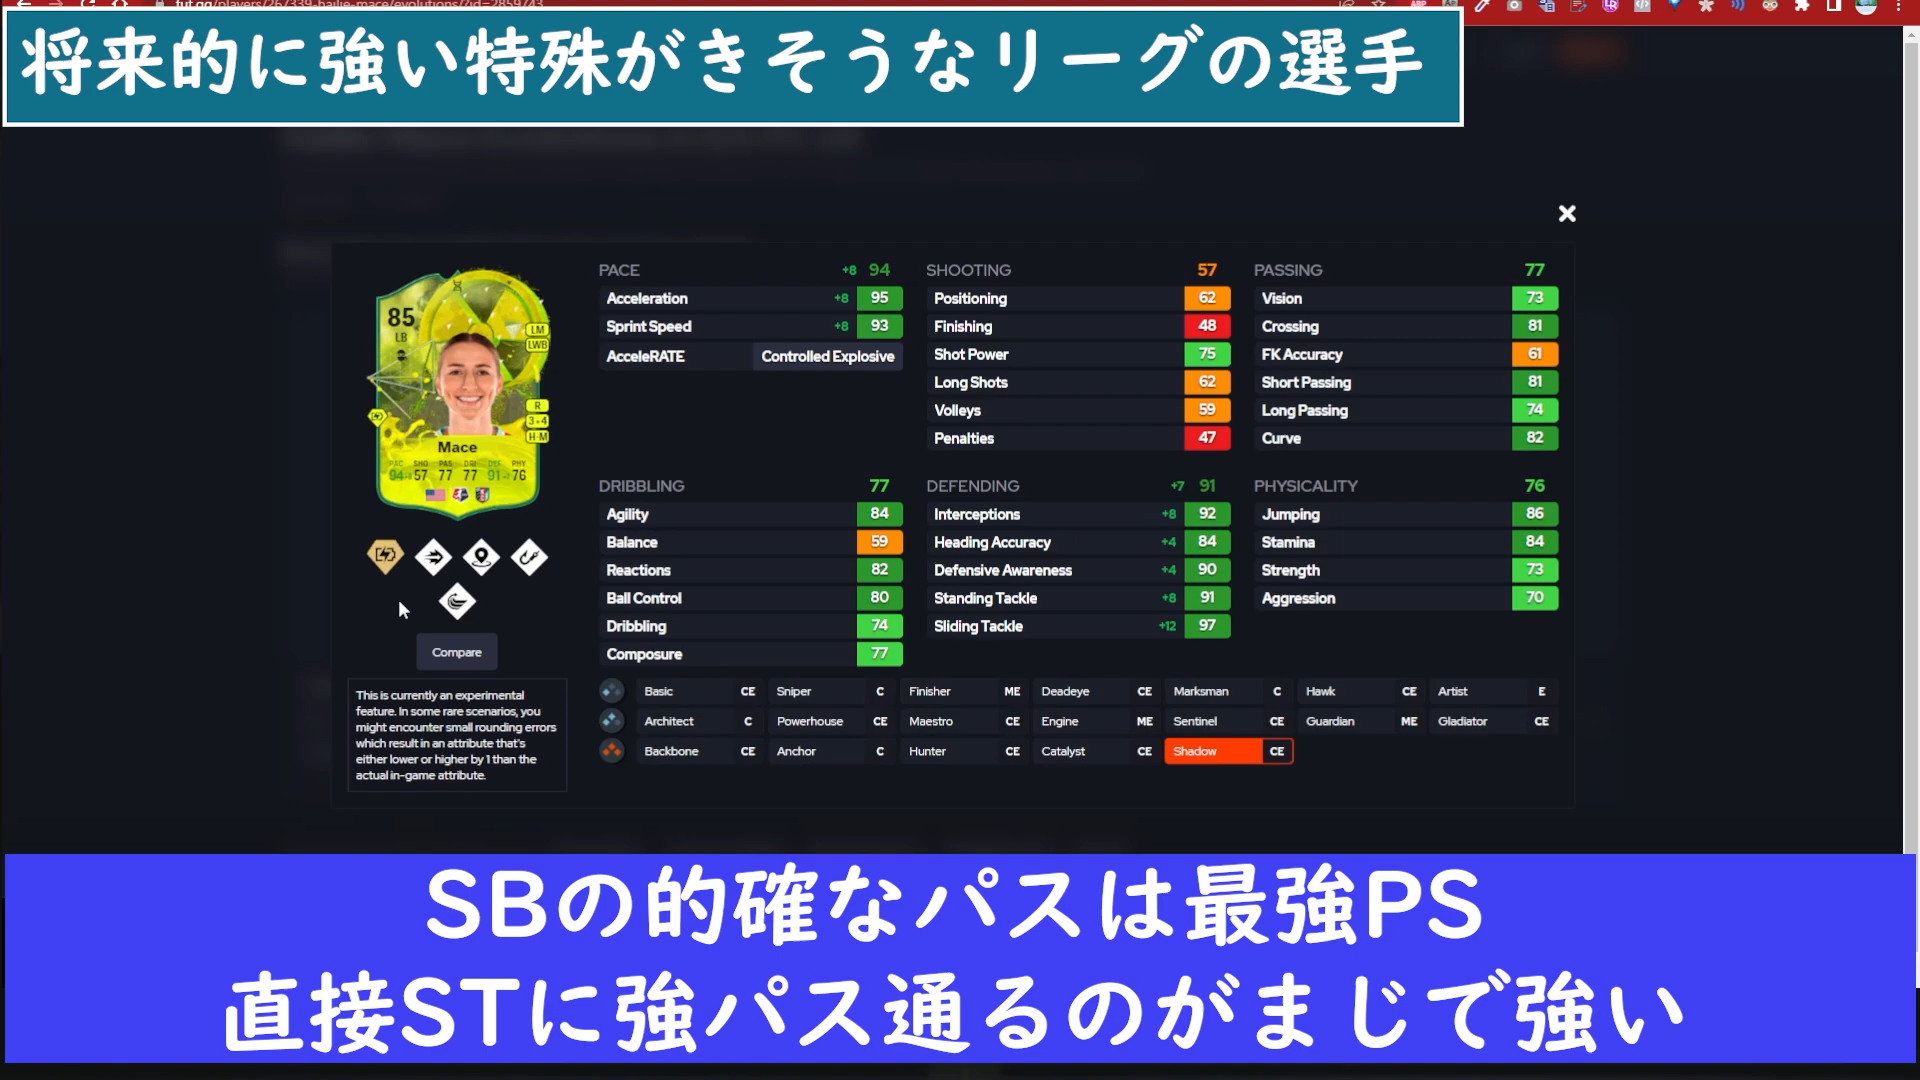 fut.gg/players/267339-hailie-mace/evolutions/?id=2859743
将来的に強い特殊がきそうなリーグの選手
85
LB
LM
LWB
R
3★4
H-M
Mace
PAC SHO PAS DRI DEF PHY
94 57 77 77 91 76
Compare
This is currently an experimental
feature. In some rare scenarios, you
might encounter small rounding errors
which result in an attribute that's
either lower or higher by 1 than the
actual in-game attribute.
PACE +8 94
Acceleration +8 95
Sprint Speed +8 93
AcceleRATE Controlled Explosive
SHOOTING 57
Positioning 62
Finishing 48
Shot Power 75
Long Shots 62
Volleys 59
Penalties 47
PASSING 77
Vision 73
Crossing 81
FK Accuracy 61
Short Passing 81
Long Passing 74
Curve 82
DRIBBLING 77
Agility 84
Balance 59
Reactions 82
Ball Control 80
Dribbling 74
Composure 77
DEFENDING +7 91
Interceptions +8 92
Heading Accuracy +4 84
Defensive Awareness +4 90
Standing Tackle +8 91
Sliding Tackle +12 97
PHYSICALITY 76
Jumping 86
Stamina 84
Strength 73
Aggression 70
Basic CE Sniper C Finisher ME Deadeye CE Marksman C Hawk CE Artist E
Architect C Powerhouse CE Maestro CE Engine ME Sentinel CE Guardian ME Gladiator CE
Backbone CE Anchor C Hunter CE Catalyst CE Shadow CE
SBの的確なパスは最強PS
直接STに強パス通るのがまじで強い